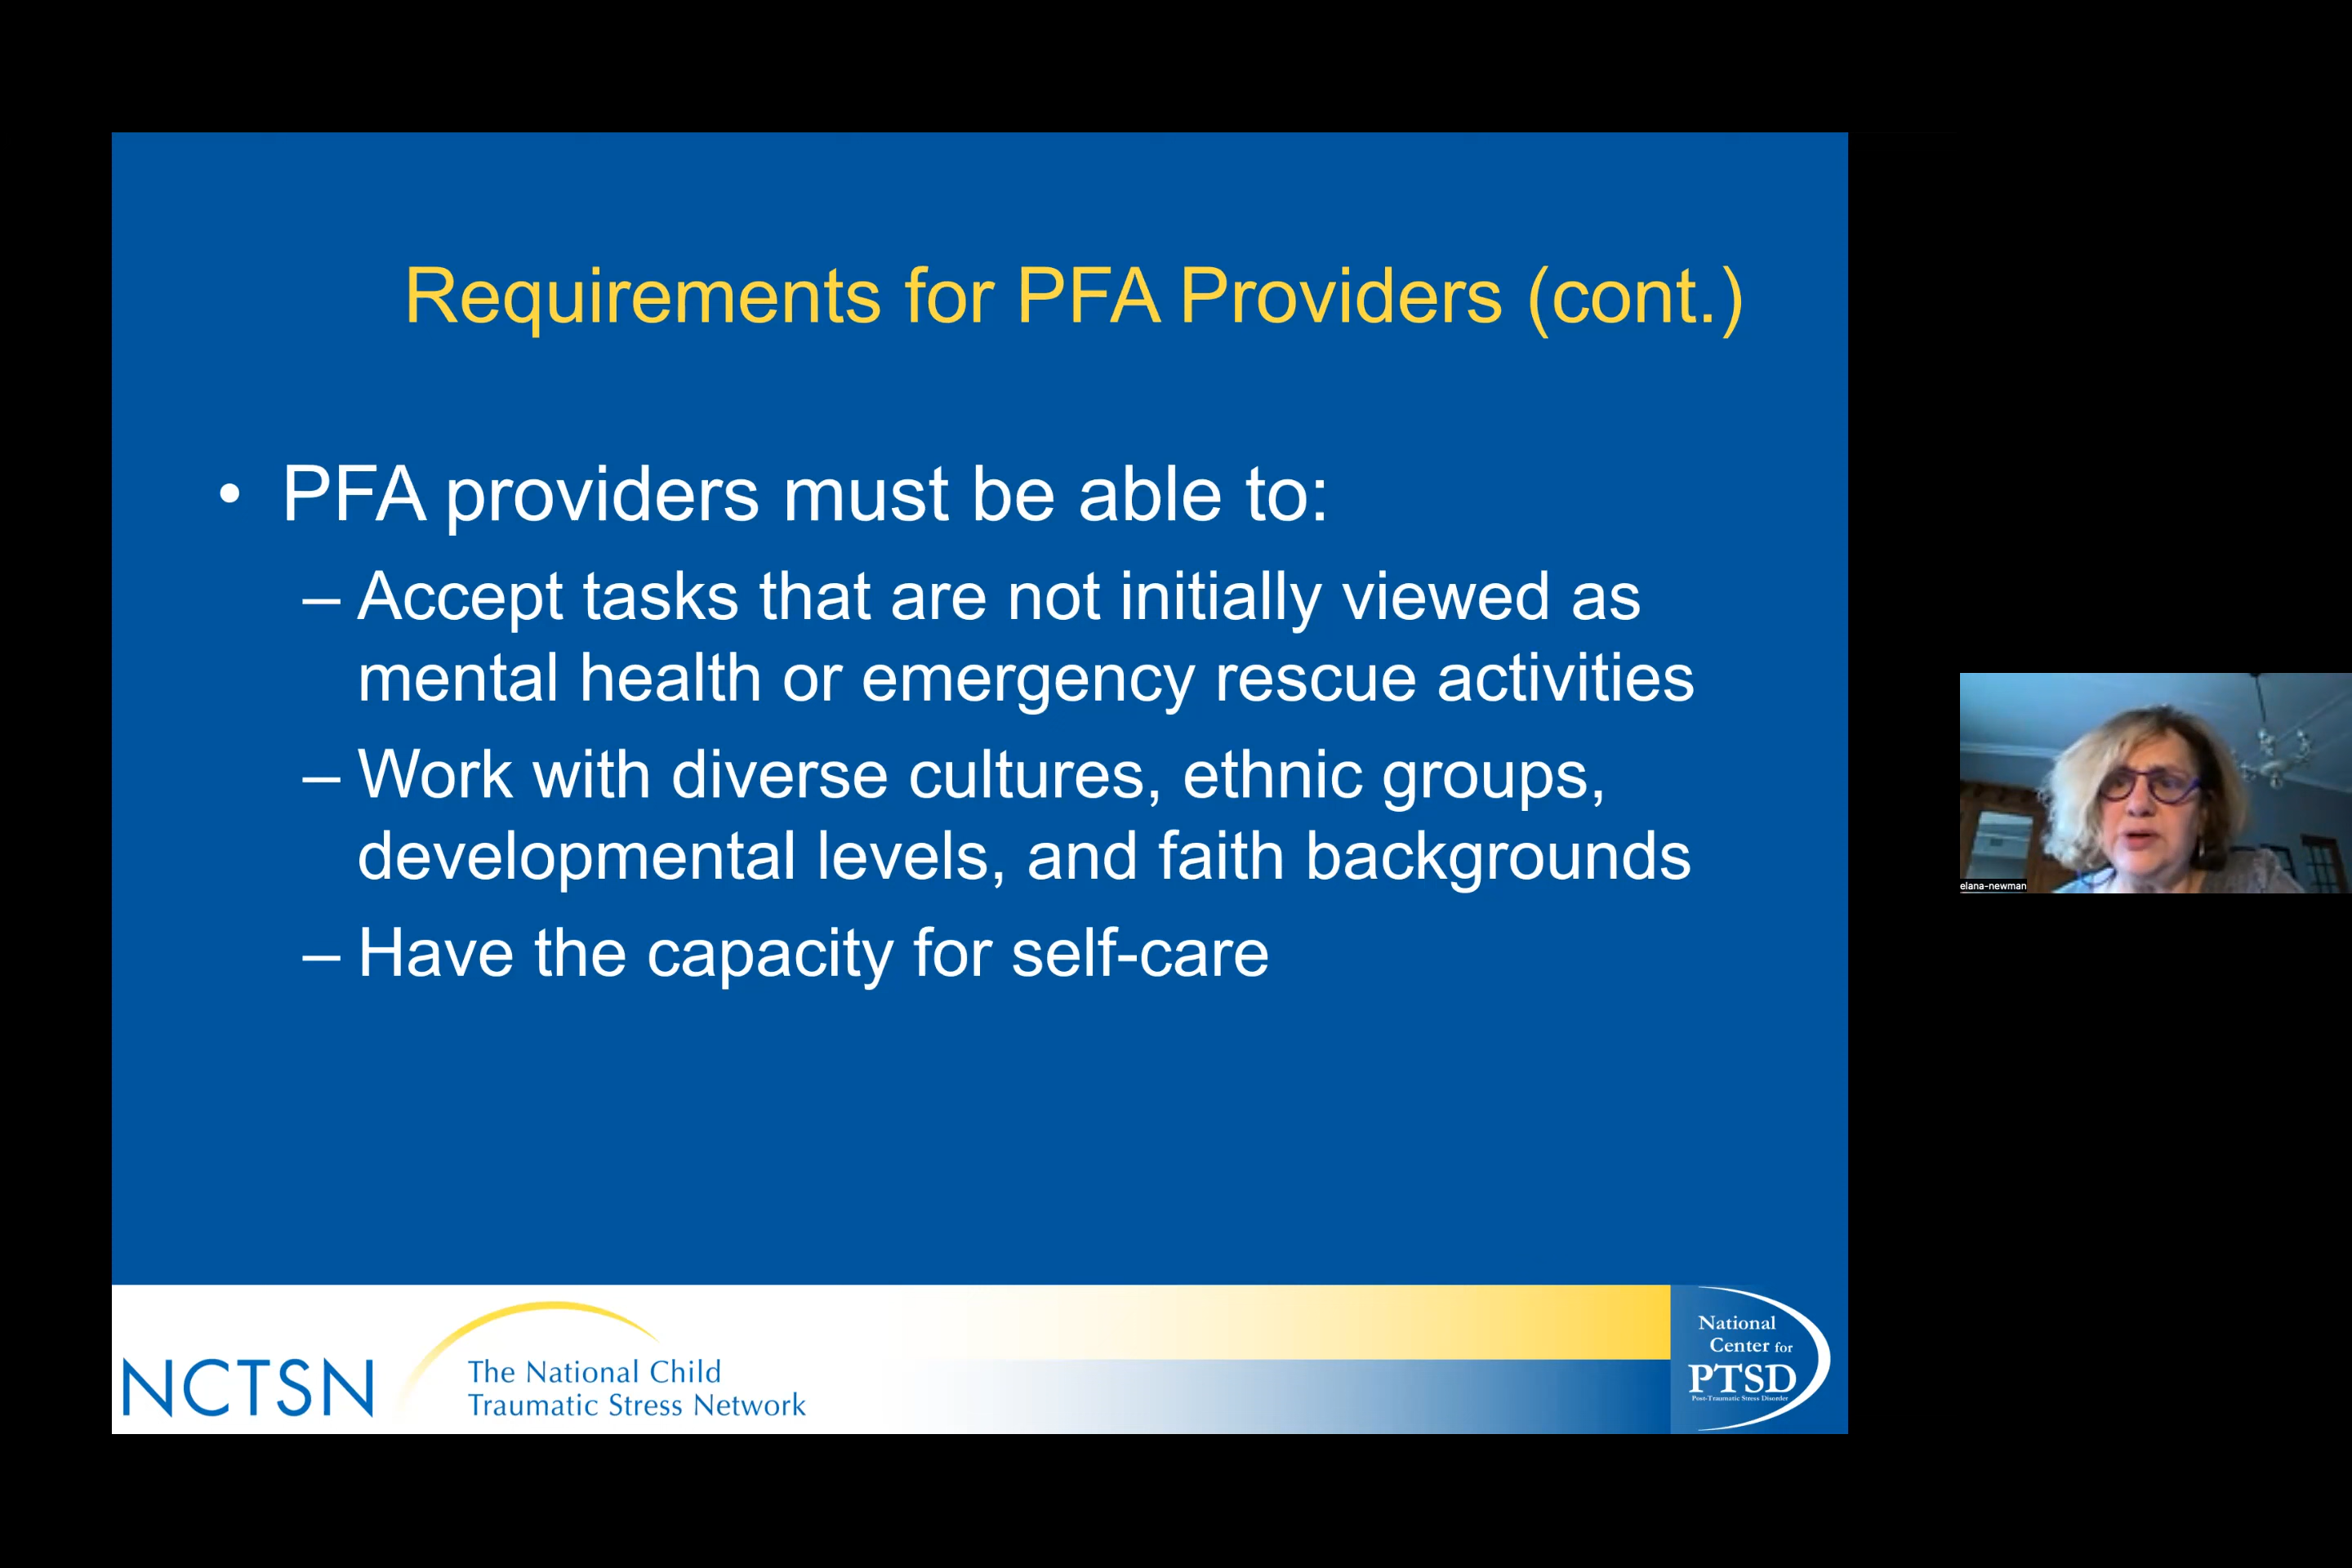 Requirements for PFA Providers (cont.)
• PFA providers must be able to:
– Accept tasks that are not initially viewed as
mental health or emergency rescue activities
– Work with diverse cultures, ethnic groups,
developmental levels, and faith backgrounds
– Have the capacity for self-care
elana-newman
NCTSN
The National Child
Traumatic Stress Network
National
Center for
PTSD
Post-Traumatic Stress Disorder